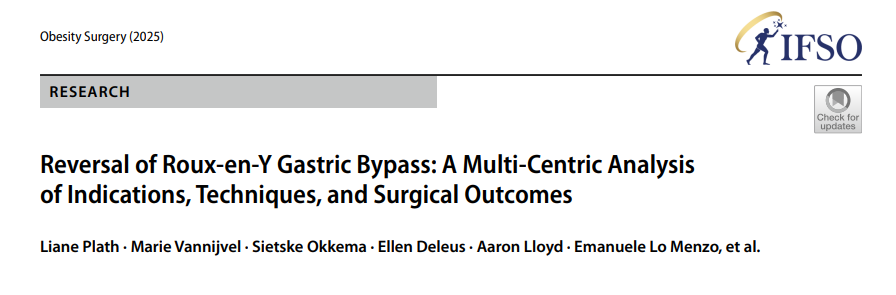 Obesity Surgery (2025)
IFSO
RESEARCH
Check for
updates
Reversal of Roux-en-Y Gastric Bypass: A Multi-Centric Analysis
of Indications, Techniques, and Surgical Outcomes
Liane Plath · Marie Vannijvel · Sietske Okkema · Ellen Deleus · Aaron Lloyd · Emanuele Lo Menzo, et al.